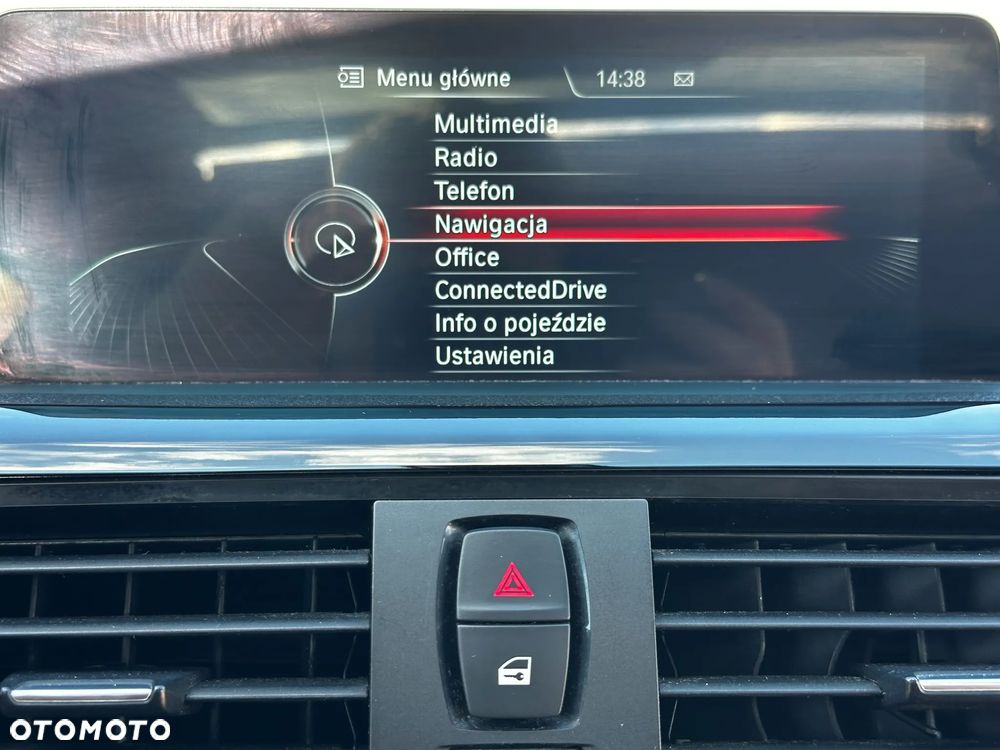 Menu główne 14:38
Multimedia
Radio
Telefon
Nawigacja
Office
ConnectedDrive
Info o pojeździe
Ustawienia
OTOMOTO